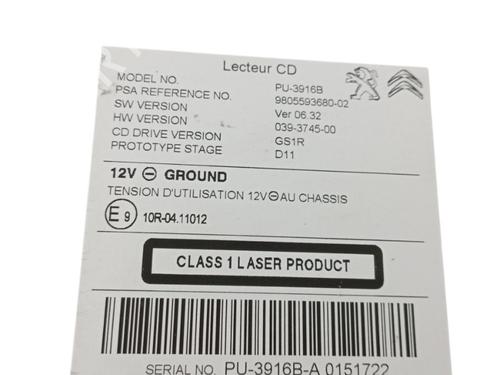 Lecteur CD
MODEL NO. PU-3916B
PSA REFERENCE NO. 9805593680-02
SW VERSION Ver 06.32
HW VERSION 039-3745-00
CD DRIVE VERSION GS1R
PROTOTYPE STAGE D11
12V ⊖ GROUND
TENSION D'UTILISATION 12V⊖AU CHASSIS
E9 10R-04.11012
CLASS 1 LASER PRODUCT
SERIAL NO. PU-3916B-A 0151722